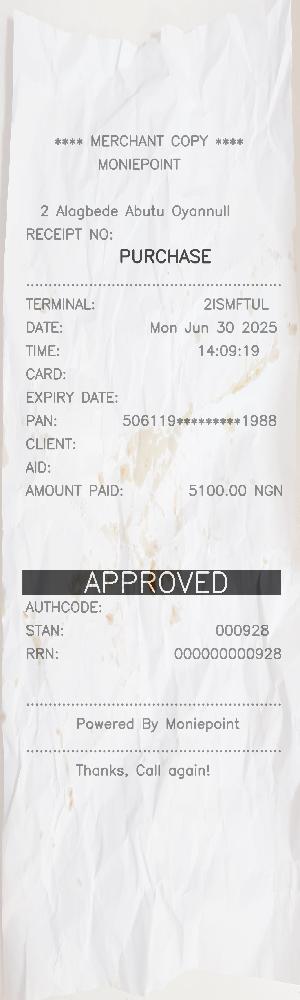 **** MERCHANT COPY ****
MONIEPOINT
2 Alagbede Abutu Oyannull
RECEIPT NO:
PURCHASE
TERMINAL: 2ISMFTUL
DATE: Mon Jun 30 2025
TIME: 14:09:19
CARD:
EXPIRY DATE:
PAN: 506119*********1988
CLIENT:
AID:
AMOUNT PAID: 5100.00 NGN
APPROVED
AUTHCODE:
STAN: 000928
RRN: 000000000928
Powered By Moniepoint
Thanks, Call again!